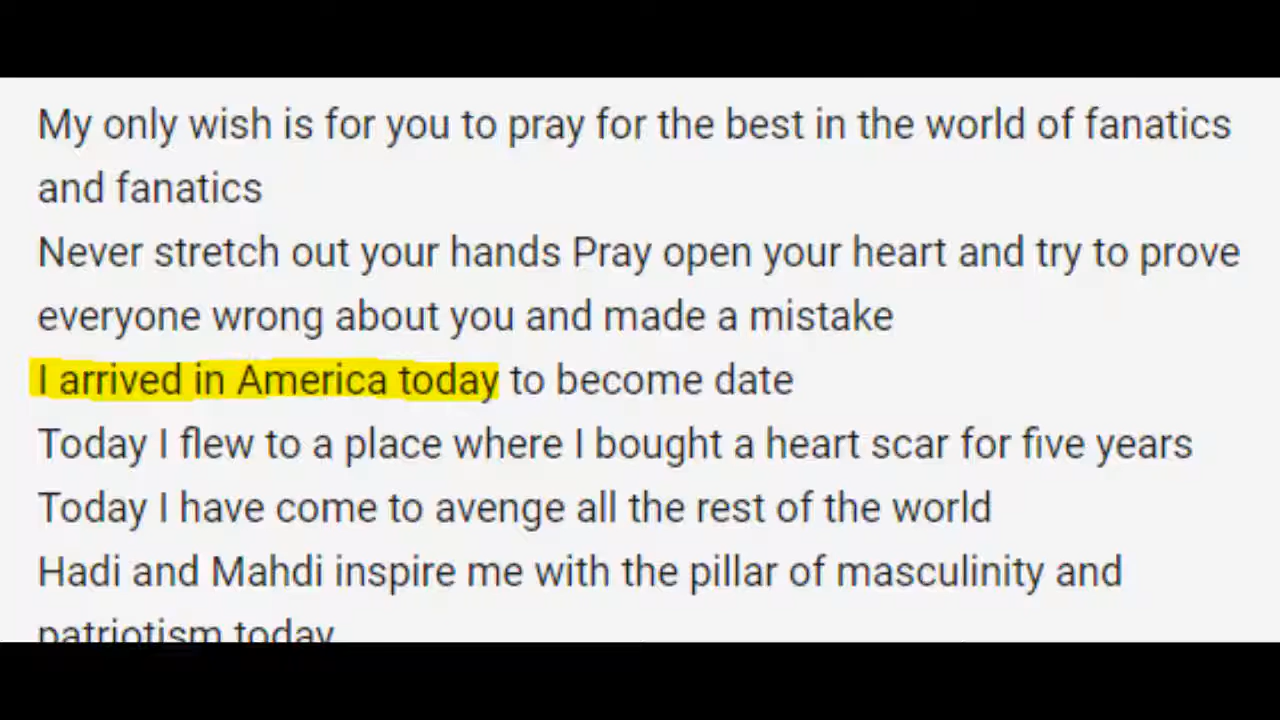 My only wish is for you to pray for the best in the world of fanatics
and fanatics
Never stretch out your hands Pray open your heart and try to prove
everyone wrong about you and made a mistake
I arrived in America today to become date
Today I flew to a place where I bought a heart scar for five years
Today I have come to avenge all the rest of the world
Hadi and Mahdi inspire me with the pillar of masculinity and
patriotism today